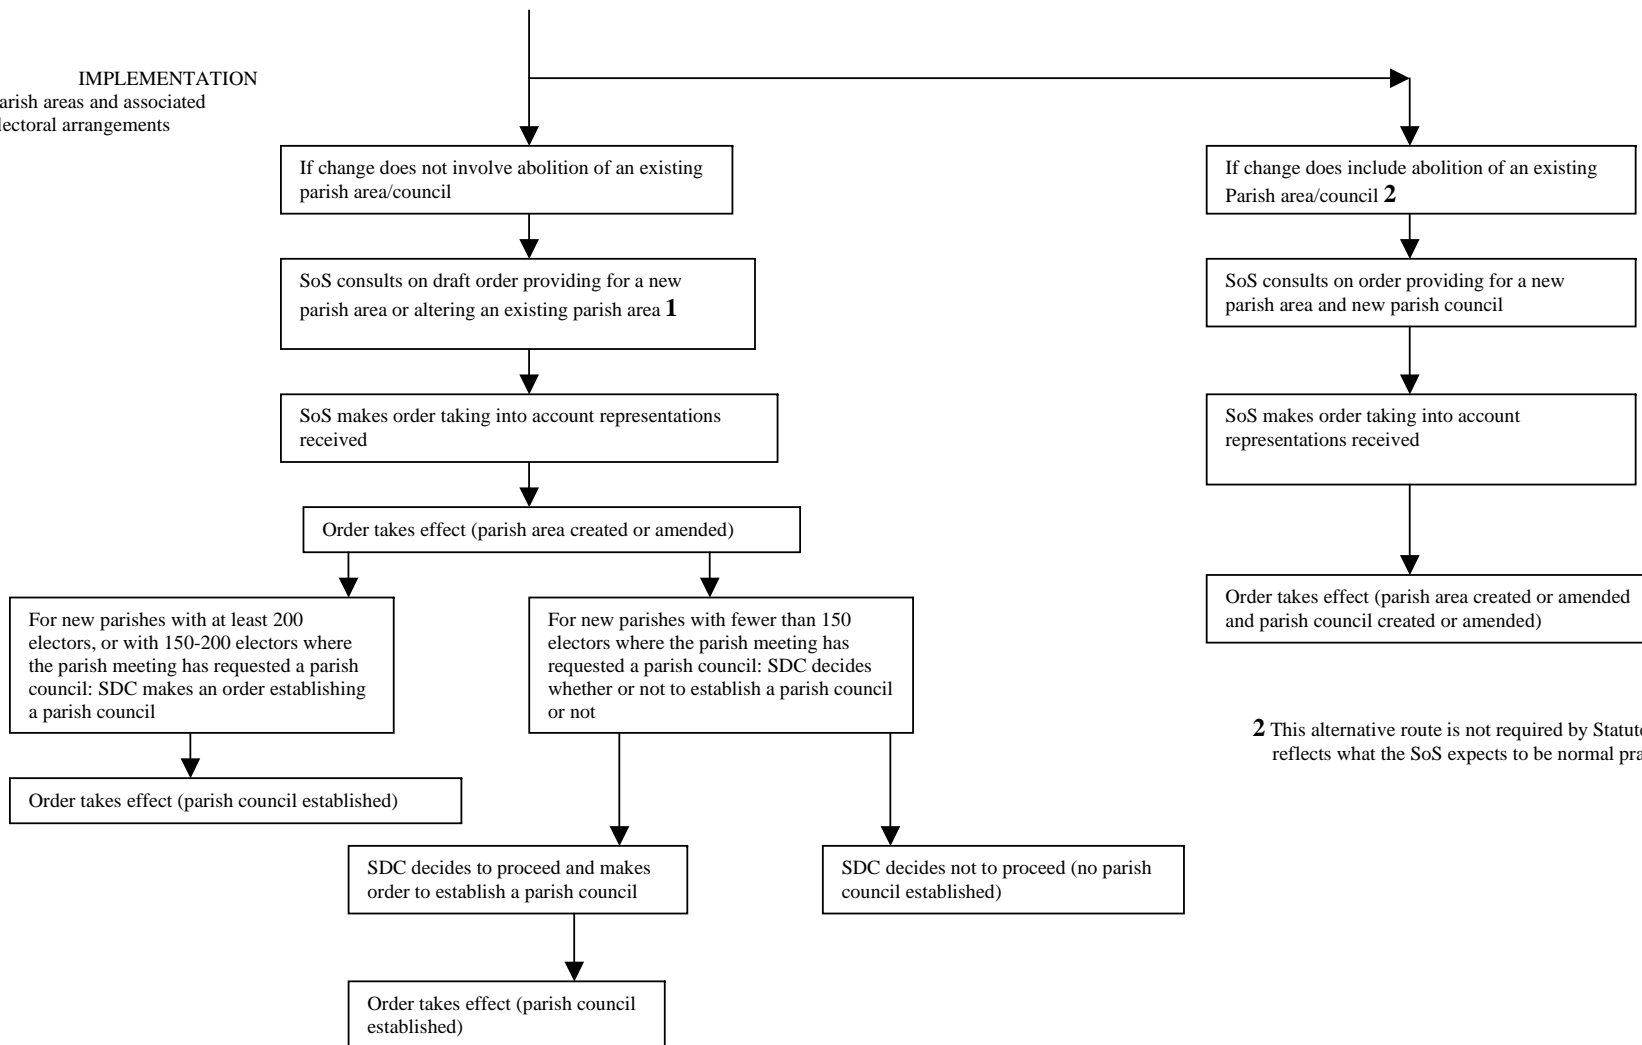 IMPLEMENTATION
arish areas and associated
lectoral arrangements
If change does not involve abolition of an existing
parish area/council
If change does include abolition of an existing
Parish area/council 2
SoS consults on draft order providing for a new
parish area or altering an existing parish area 1
SoS consults on order providing for a new
parish area and new parish council
SoS makes order taking into account representations
received
SoS makes order taking into account
representations received
Order takes effect (parish area created or amended)
Order takes effect (parish area created or amended
and parish council created or amended)
For new parishes with at least 200
electors, or with 150-200 electors where
the parish meeting has requested a parish
council: SDC makes an order establishing
a parish council
For new parishes with fewer than 150
electors where the parish meeting has
requested a parish council: SDC decides
whether or not to establish a parish council
or not
2 This alternative route is not required by Statute
reflects what the SoS expects to be normal pra
Order takes effect (parish council established)
SDC decides to proceed and makes
order to establish a parish council
SDC decides not to proceed (no parish
council established)
Order takes effect (parish council
established)